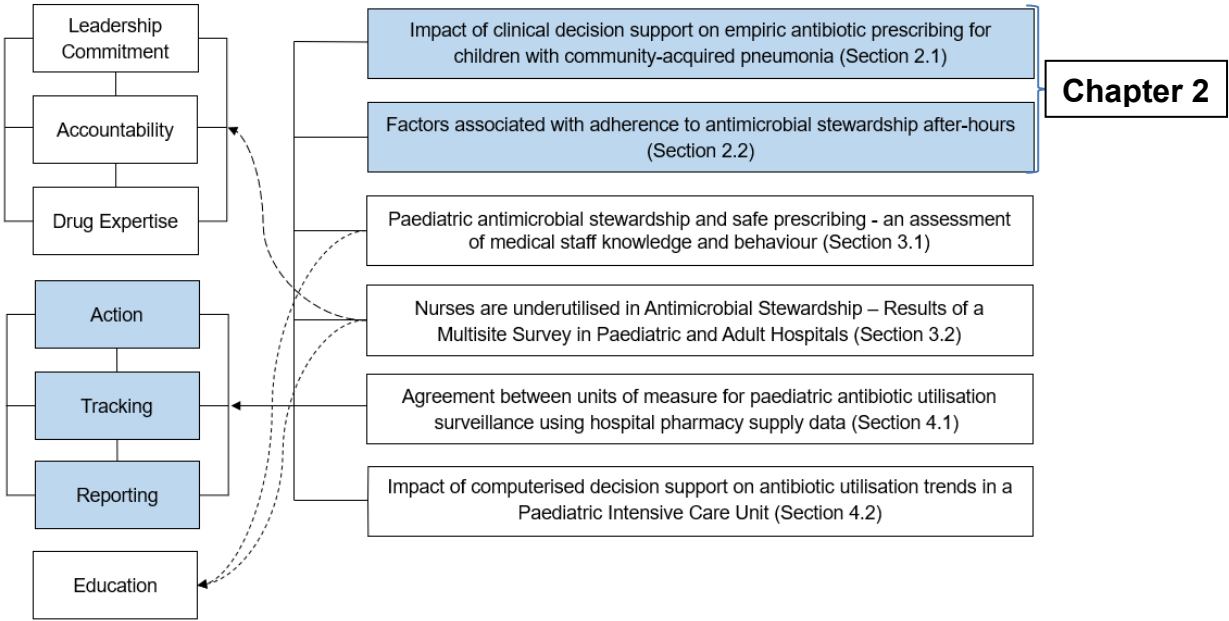 Leadership
Commitment
Accountability
Drug Expertise
Action
Tracking
Reporting
Education
Impact of clinical decision support on empiric antibiotic prescribing for
children with community-acquired pneumonia (Section 2.1)
Factors associated with adherence to antimicrobial stewardship after-hours
(Section 2.2)
Paediatric antimicrobial stewardship and safe prescribing - an assessment
of medical staff knowledge and behaviour (Section 3.1)
Nurses are underutilised in Antimicrobial Stewardship – Results of a
Multisite Survey in Paediatric and Adult Hospitals (Section 3.2)
Agreement between units of measure for paediatric antibiotic utilisation
surveillance using hospital pharmacy supply data (Section 4.1)
Impact of computerised decision support on antibiotic utilisation trends in a
Paediatric Intensive Care Unit (Section 4.2)
Chapter 2